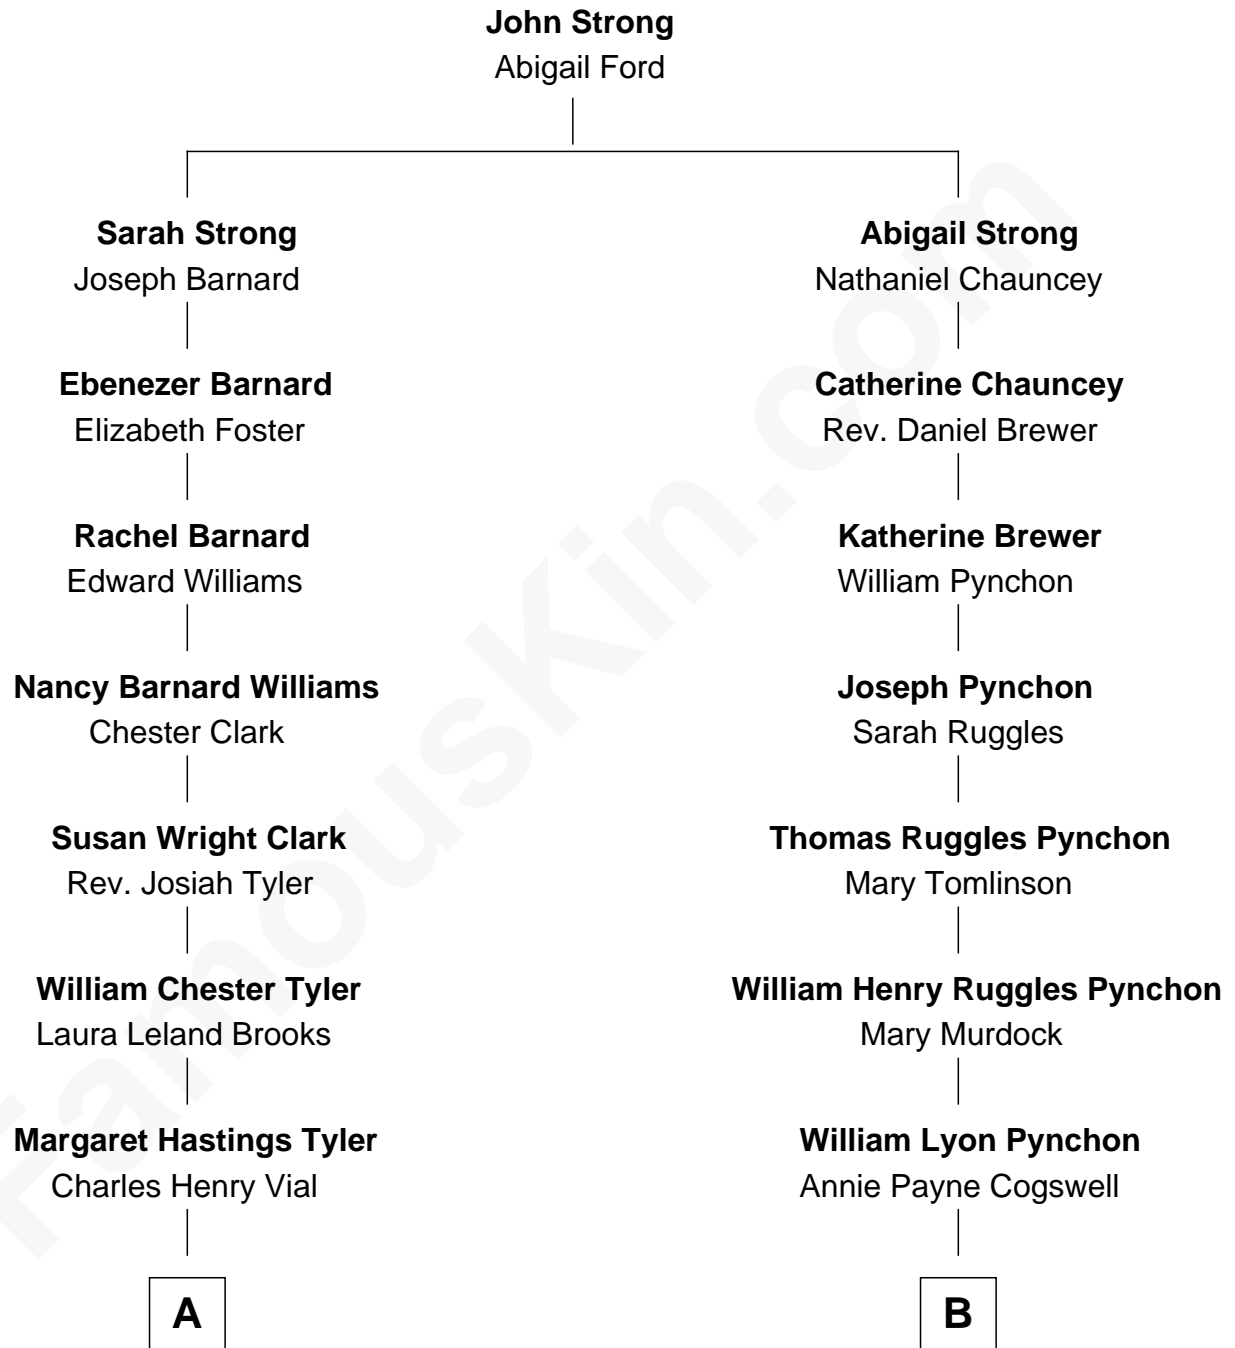 John Strong
Abigail Ford
Sarah Strong
Joseph Barnard
Abigail Strong
Nathaniel Chauncey
Ebenezer Barnard
Elizabeth Foster
Catherine Chauncey
Rev. Daniel Brewer
Rachel Barnard
Edward Williams
Katherine Brewer
William Pynchon
Nancy Barnard Williams
Chester Clark
Joseph Pynchon
Sarah Ruggles
Susan Wright Clark
Rev. Josiah Tyler
Thomas Ruggles Pynchon
Mary Tomlinson
William Chester Tyler
Laura Leland Brooks
William Henry Ruggles Pynchon
Mary Murdock
Margaret Hastings Tyler
Charles Henry Vial
William Lyon Pynchon
Annie Payne Cogswell
A
B
FamousKin.com